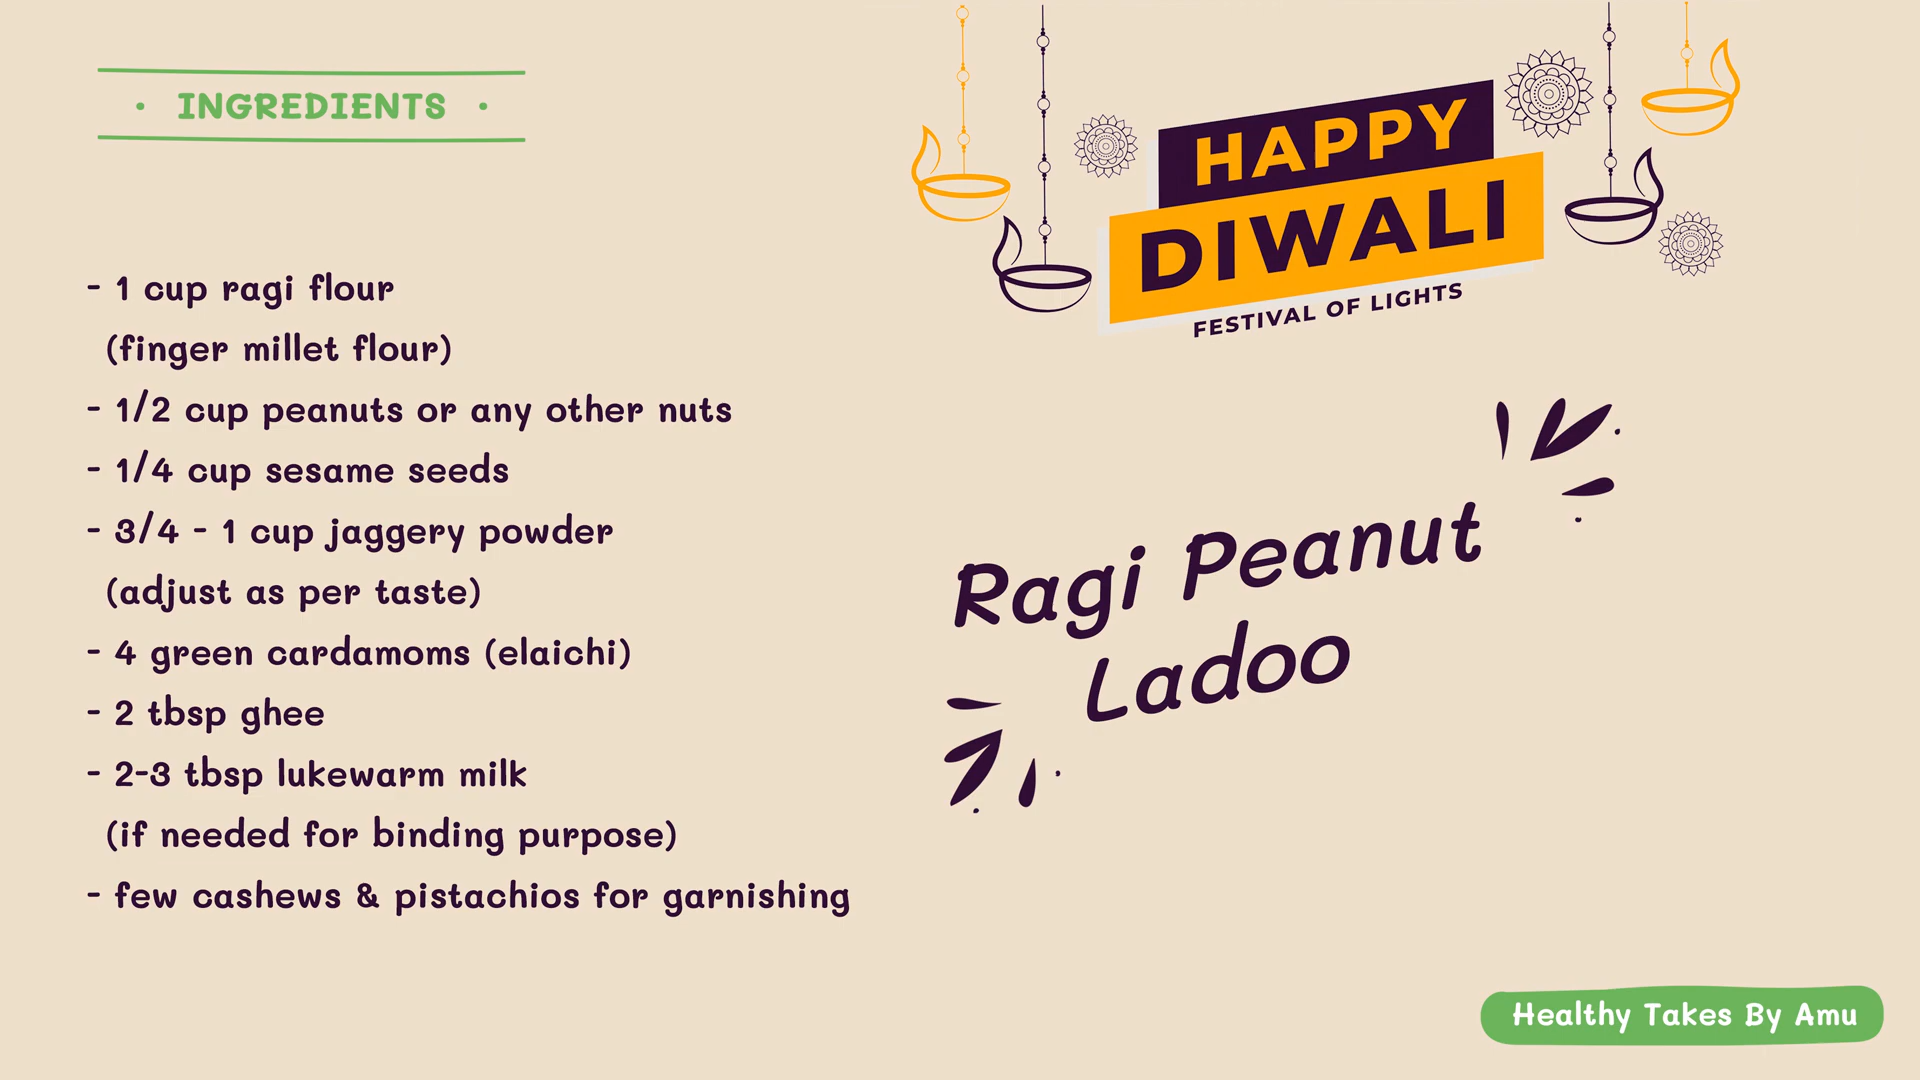 INGREDIENTS
- 1 cup ragi flour
(finger millet flour)
- 1/2 cup peanuts or any other nuts
- 1/4 cup sesame seeds
- 3/4 - 1 cup jaggery powder
(adjust as per taste)
- 4 green cardamoms (elaichi)
- 2 tbsp ghee
- 2-3 tbsp lukewarm milk
(if needed for binding purpose)
- few cashews & pistachios for garnishing
HAPPY
DIWALI
FESTIVAL OF LIGHTS
Ragi Peanut
Ladoo
Healthy Takes By Amu